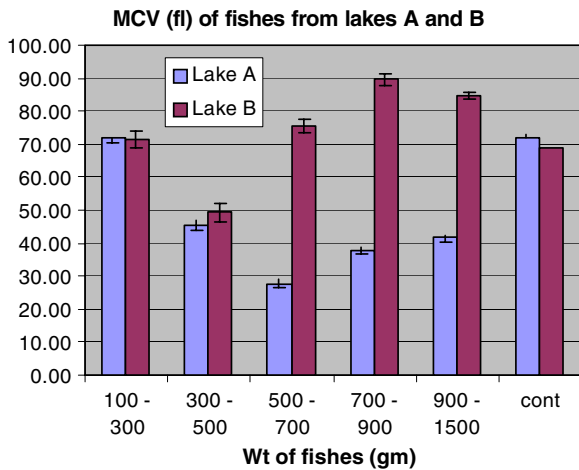 MCV (fl) of fishes from lakes A and B
100.00
90.00
80.00
70.00
60.00
50.00
40.00
30.00
20.00
10.00
0.00
Lake A
Lake B
100 - 300 - 500 - 700 - 900 - cont
300 500 700 900 1500
Wt of fishes (gm)